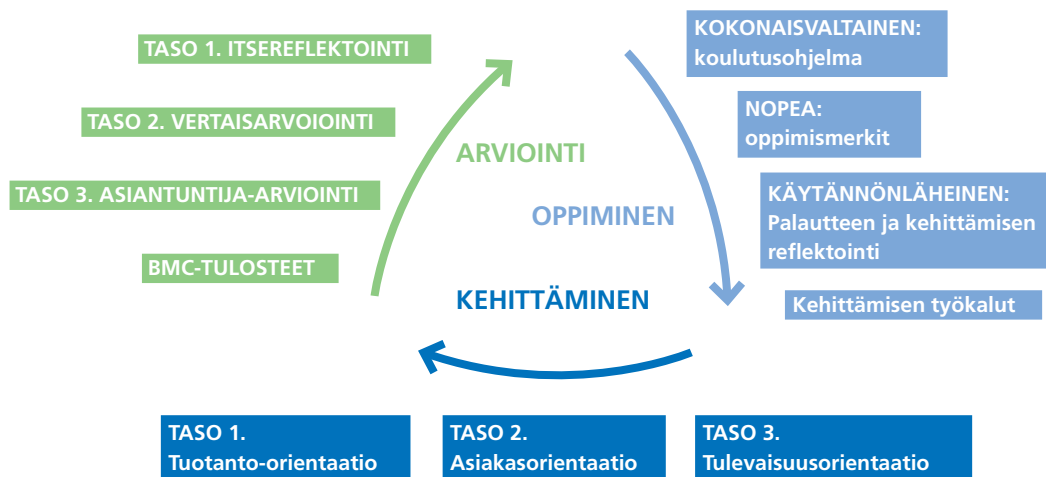 TASO 1. ITSEREFLEKTOINTI
TASO 2. VERTAISARVOIOINTI
TASO 3. ASIANTUNTIJA-ARVIOINTI
BMC-TULOSTEET
ARVIOINTI
OPPIMINEN
KEHITTÄMINEN
KOKONAISVALTAINEN:
koulutusohjelma
NOPEA:
oppimismerkit
KÄYTÄNNÖNLÄHEINEN:
Palautteen ja kehittämisen
reflektointi
Kehittämisen työkalut
TASO 1.
Tuotanto-orientaatio
TASO 2.
Asiakasorientaatio
TASO 3.
Tulevaisuusorientaatio